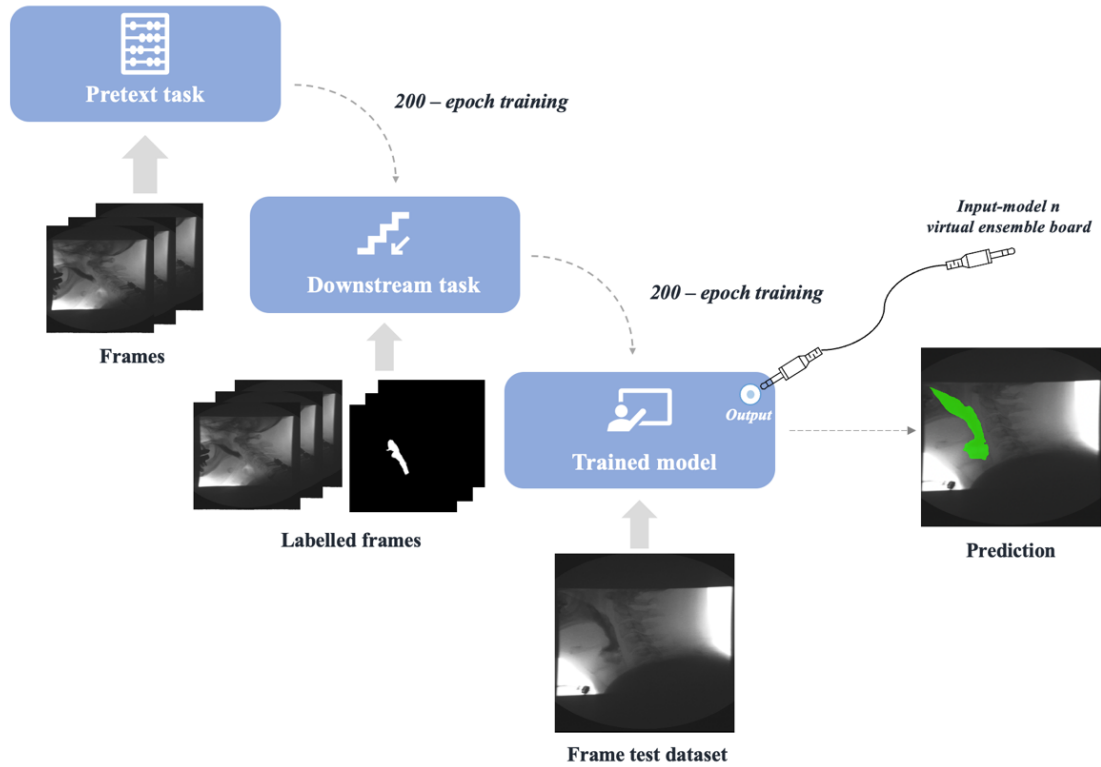 Pretext task
200 – epoch training
Frames
Downstream task
Input-model n
virtual ensemble board
200 – epoch training
Labelled frames
Output
Trained model
Prediction
Frame test dataset